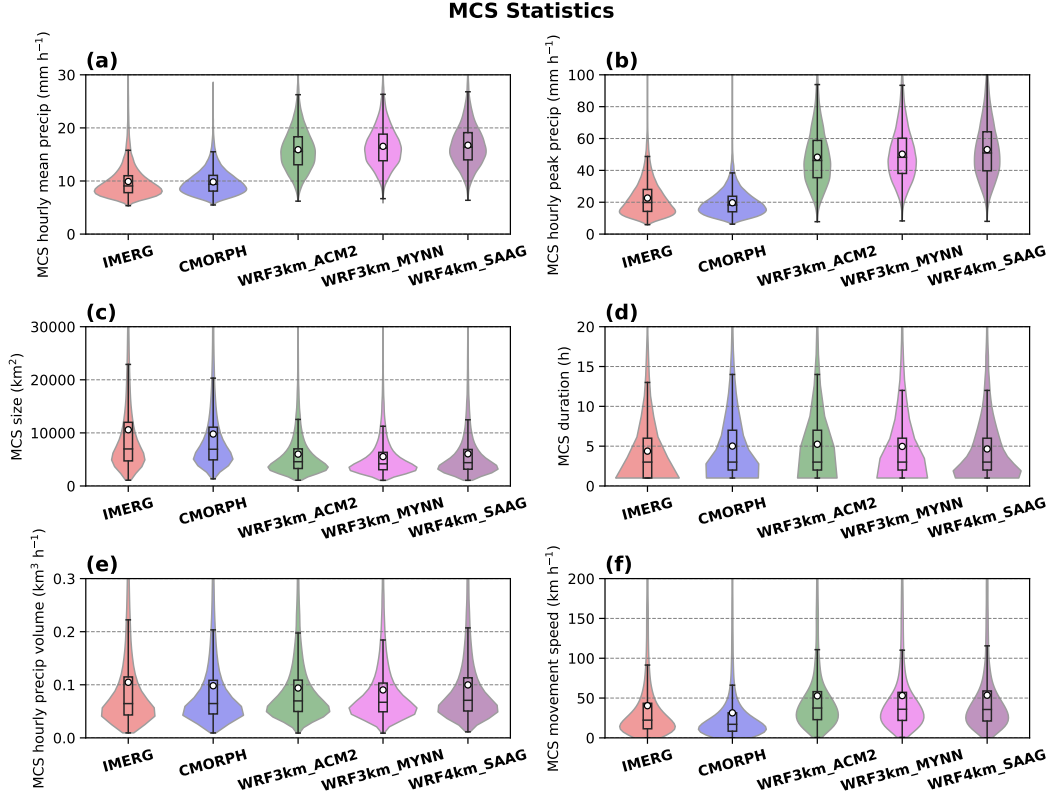 MCS Statistics
(a)
MCS hourly mean precip (mm h⁻¹)
30
20
10
0
IMERG
CMORPH
WRF3km_ACM2
WRF3km_MYNN
WRF4km_SAAG
(b)
MCS hourly peak precip (mm h⁻¹)
100
80
60
40
20
0
IMERG
CMORPH
WRF3km_ACM2
WRF3km_MYNN
WRF4km_SAAG
(c)
MCS size (km²)
30000
20000
10000
0
IMERG
CMORPH
WRF3km_ACM2
WRF3km_MYNN
WRF4km_SAAG
(d)
MCS duration (h)
20
15
10
5
0
IMERG
CMORPH
WRF3km_ACM2
WRF3km_MYNN
WRF4km_SAAG
(e)
MCS hourly precip volume (km³ h⁻¹)
0.3
0.2
0.1
0.0
IMERG
CMORPH
WRF3km_ACM2
WRF3km_MYNN
WRF4km_SAAG
(f)
MCS movement speed (km h⁻¹)
200
150
100
50
0
IMERG
CMORPH
WRF3km_ACM2
WRF3km_MYNN
WRF4km_SAAG